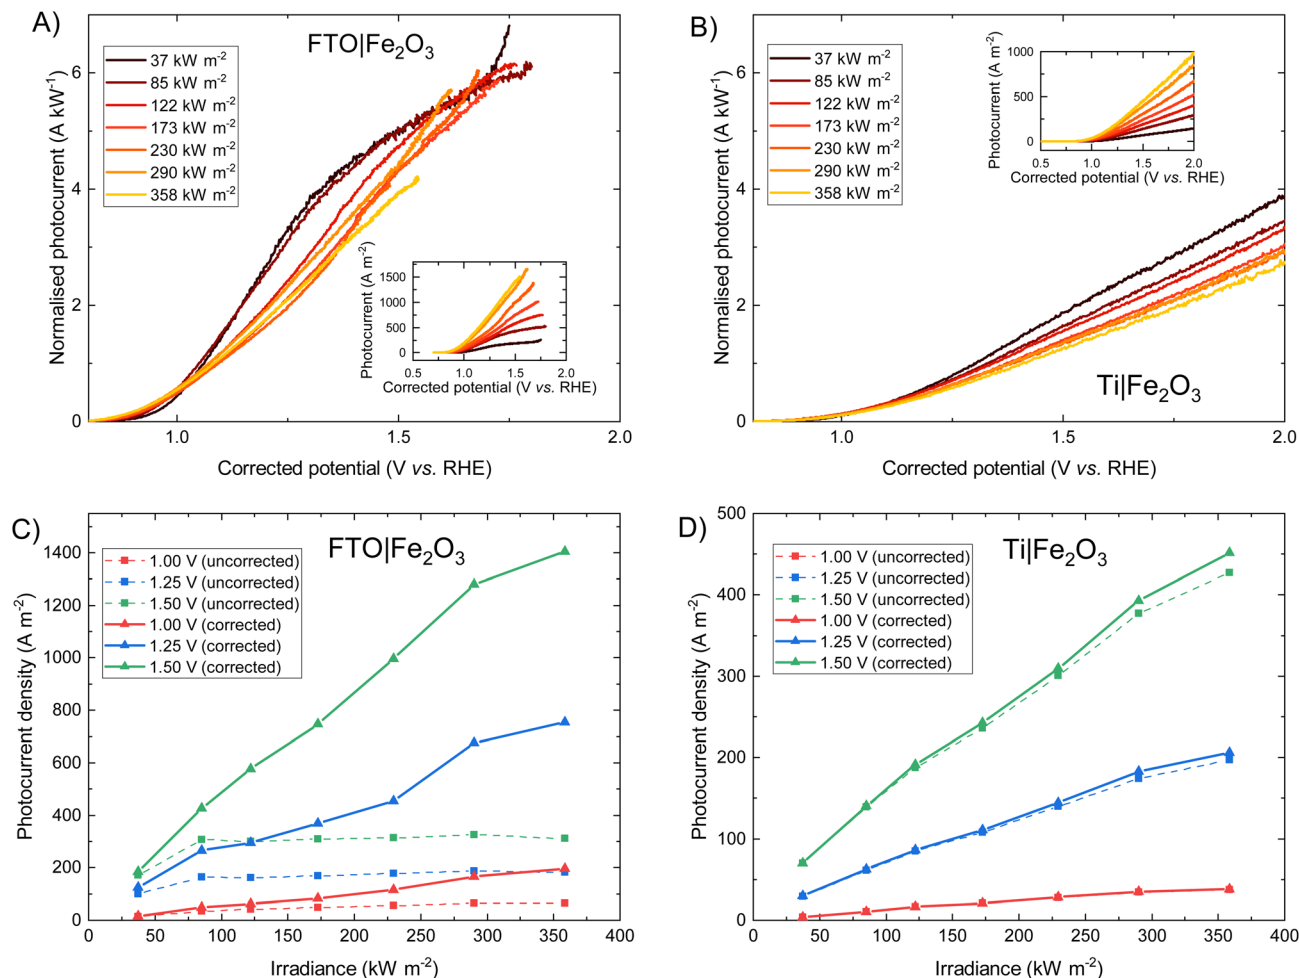 A)
FTO|Fe₂O₃
37 kW m⁻²
85 kW m⁻²
122 kW m⁻²
173 kW m⁻²
230 kW m⁻²
290 kW m⁻²
358 kW m⁻²
Normalised photocurrent (A kW⁻¹)
6
4
2
0
1.0
1.5
2.0
Corrected potential (V vs. RHE)
Photocurrent (A m⁻²)
1500
1000
500
0
0.5
1.0
1.5
2.0
Corrected potential (V vs. RHE)
B)
Ti|Fe₂O₃
37 kW m⁻²
85 kW m⁻²
122 kW m⁻²
173 kW m⁻²
230 kW m⁻²
290 kW m⁻²
358 kW m⁻²
Normalised photocurrent (A kW⁻¹)
6
4
2
0
1.0
1.5
2.0
Corrected potential (V vs. RHE)
Photocurrent (A m⁻²)
1000
500
0
0.5
1.0
1.5
2.0
Corrected potential (V vs. RHE)
C)
FTO|Fe₂O₃
1.00 V (uncorrected)
1.25 V (uncorrected)
1.50 V (uncorrected)
1.00 V (corrected)
1.25 V (corrected)
1.50 V (corrected)
Photocurrent density (A m⁻²)
1400
1200
1000
800
600
400
200
0
0
50
100
150
200
250
300
350
400
Irradiance (kW m⁻²)
D)
Ti|Fe₂O₃
1.00 V (uncorrected)
1.25 V (uncorrected)
1.50 V (uncorrected)
1.00 V (corrected)
1.25 V (corrected)
1.50 V (corrected)
Photocurrent density (A m⁻²)
500
400
300
200
100
0
0
50
100
150
200
250
300
350
400
Irradiance (kW m⁻²)